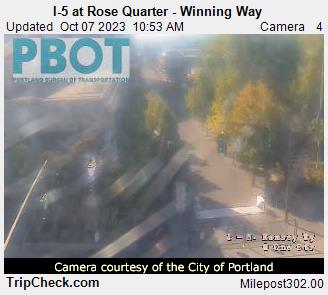 I-5 at Rose Quarter - Winning Way
Updated Oct 07 2023 10:53 AM Camera 4
PBOT
PORTLAND BUREAU OF TRANSPORTATION
Camera courtesy of the City of Portland
TripCheck.com Milepost302.00